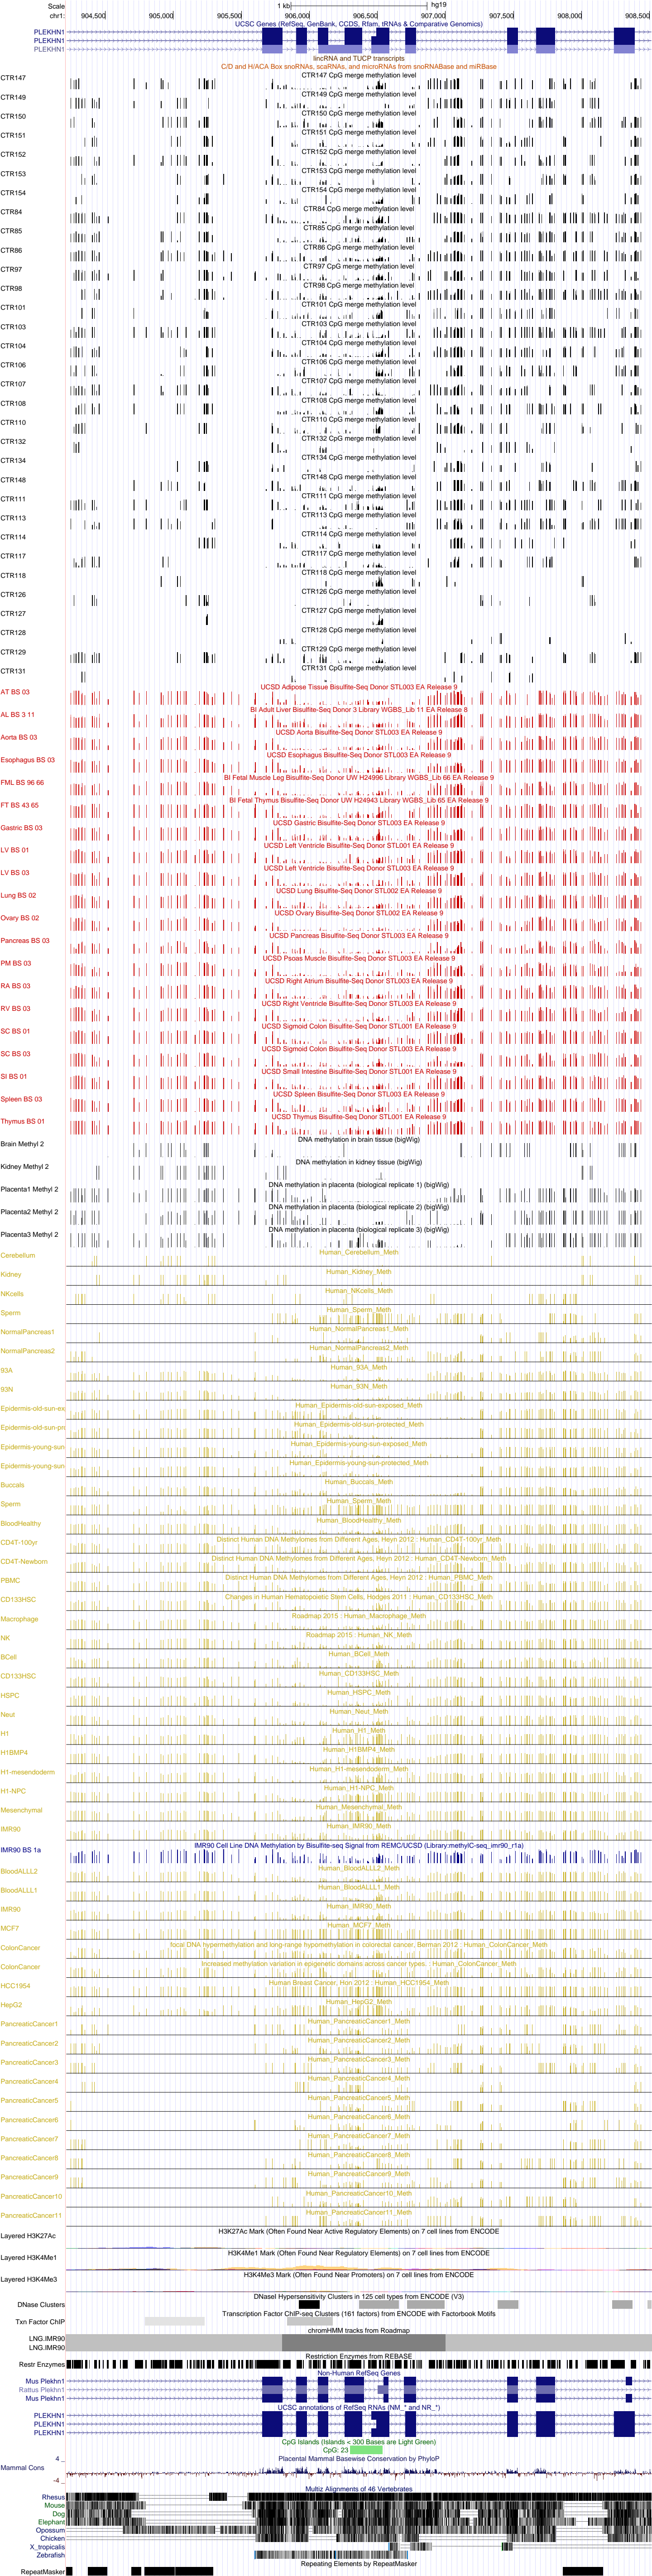 Scale 1 kb hg19
chr1: 904,500 905,000 905,500 906,000 906,500 907,000 907,500 908,000 908,500
UCSC Genes (RefSeq, GenBank, CCDS, Rfam, tRNAs & Comparative Genomics)
PLEKHN1
PLEKHN1
PLEKHN1
lincRNA and TUCP transcripts
C/D and H/ACA Box snoRNAs, scaRNAs, and microRNAs from snoRNABase and miRBase
CTR147 CpG merge methylation level
CTR147
CTR149 CpG merge methylation level
CTR149
CTR150 CpG merge methylation level
CTR150
CTR151 CpG merge methylation level
CTR151
CTR152 CpG merge methylation level
CTR152
CTR153 CpG merge methylation level
CTR153
CTR154 CpG merge methylation level
CTR154
CTR84 CpG merge methylation level
CTR84
CTR85 CpG merge methylation level
CTR85
CTR86 CpG merge methylation level
CTR86
CTR97 CpG merge methylation level
CTR97
CTR98 CpG merge methylation level
CTR98
CTR101 CpG merge methylation level
CTR101
CTR103 CpG merge methylation level
CTR103
CTR104 CpG merge methylation level
CTR104
CTR106 CpG merge methylation level
CTR106
CTR107 CpG merge methylation level
CTR107
CTR108 CpG merge methylation level
CTR108
CTR110 CpG merge methylation level
CTR110
CTR132 CpG merge methylation level
CTR132
CTR134 CpG merge methylation level
CTR134
CTR148 CpG merge methylation level
CTR148
CTR111 CpG merge methylation level
CTR111
CTR113 CpG merge methylation level
CTR113
CTR114 CpG merge methylation level
CTR114
CTR117 CpG merge methylation level
CTR117
CTR118 CpG merge methylation level
CTR118
CTR126 CpG merge methylation level
CTR126
CTR127 CpG merge methylation level
CTR127
CTR128 CpG merge methylation level
CTR128
CTR129 CpG merge methylation level
CTR129
CTR131 CpG merge methylation level
CTR131
UCSD Adipose Tissue Bisulfite-Seq Donor STL003 EA Release 9
AT BS 03
BI Adult Liver Bisulfite-Seq Donor 3 Library WGBS_Lib 11 EA Release 8
AL BS 3 11
UCSD Aorta Bisulfite-Seq Donor STL003 EA Release 9
Aorta BS 03
UCSD Esophagus Bisulfite-Seq Donor STL003 EA Release 9
Esophagus BS 03
BI Fetal Muscle Leg Bisulfite-Seq Donor UW H24996 Library WGBS_Lib 66 EA Release 9
FML BS 96 66
BI Fetal Thymus Bisulfite-Seq Donor UW H24943 Library WGBS_Lib 65 EA Release 9
FT BS 43 65
UCSD Gastric Bisulfite-Seq Donor STL003 EA Release 9
Gastric BS 03
UCSD Left Ventricle Bisulfite-Seq Donor STL001 EA Release 9
LV BS 01
UCSD Left Ventricle Bisulfite-Seq Donor STL003 EA Release 9
LV BS 03
UCSD Lung Bisulfite-Seq Donor STL002 EA Release 9
Lung BS 02
UCSD Ovary Bisulfite-Seq Donor STL002 EA Release 9
Ovary BS 02
UCSD Pancreas Bisulfite-Seq Donor STL003 EA Release 9
Pancreas BS 03
UCSD Psoas Muscle Bisulfite-Seq Donor STL003 EA Release 9
PM BS 03
UCSD Right Atrium Bisulfite-Seq Donor STL003 EA Release 9
RA BS 03
UCSD Right Ventricle Bisulfite-Seq Donor STL003 EA Release 9
RV BS 03
UCSD Sigmoid Colon Bisulfite-Seq Donor STL001 EA Release 9
SC BS 01
UCSD Sigmoid Colon Bisulfite-Seq Donor STL003 EA Release 9
SC BS 03
UCSD Small Intestine Bisulfite-Seq Donor STL001 EA Release 9
SI BS 01
UCSD Spleen Bisulfite-Seq Donor STL003 EA Release 9
Spleen BS 03
UCSD Thymus Bisulfite-Seq Donor STL001 EA Release 9
Thymus BS 01
DNA methylation in brain tissue (bigWig)
Brain Methyl 2
DNA methylation in kidney tissue (bigWig)
Kidney Methyl 2
DNA methylation in placenta (biological replicate 1) (bigWig)
Placenta1 Methyl 2
DNA methylation in placenta (biological replicate 2) (bigWig)
Placenta2 Methyl 2
DNA methylation in placenta (biological replicate 3) (bigWig)
Placenta3 Methyl 2
Human_Cerebellum_Meth
Cerebellum
Human_Kidney_Meth
Kidney
Human_NKcells_Meth
NKcells
Human_Sperm_Meth
Sperm
Human_NormalPancreas1_Meth
NormalPancreas1
Human_NormalPancreas2_Meth
NormalPancreas2
Human_93A_Meth
93A
Human_93N_Meth
93N
Human_Epidermis-old-sun-exposed_Meth
Epidermis-old-sun-ex
Human_Epidermis-old-sun-protected_Meth
Epidermis-old-sun-pr
Human_Epidermis-young-sun-exposed_Meth
Epidermis-young-sun
Human_Epidermis-young-sun-protected_Meth
Epidermis-young-sun
Human_Buccals_Meth
Buccals
Human_Sperm_Meth
Sperm
Human_BloodHealthy_Meth
BloodHealthy
Distinct Human DNA Methylomes from Different Ages, Heyn 2012 : Human_CD4T-100yr_Meth
CD4T-100yr
Distinct Human DNA Methylomes from Different Ages, Heyn 2012 : Human_CD4T-Newborn_Meth
CD4T-Newborn
Distinct Human DNA Methylomes from Different Ages, Heyn 2012 : Human_PBMC_Meth
PBMC
Changes in Human Hematopoietic Stem Cells, Hodges 2011 : Human_CD133HSC_Meth
CD133HSC
Roadmap 2015 : Human_Macrophage_Meth
Macrophage
Roadmap 2015 : Human_NK_Meth
NK
Human_BCell_Meth
BCell
Human_CD133HSC_Meth
CD133HSC
Human_HSPC_Meth
HSPC
Human_Neut_Meth
Neut
Human_H1_Meth
H1
Human_H1BMP4_Meth
H1BMP4
Human_H1-mesendoderm_Meth
H1-mesendoderm
Human_H1-NPC_Meth
H1-NPC
Human_Mesenchymal_Meth
Mesenchymal
Human_IMR90_Meth
IMR90
IMR90 Cell Line DNA Methylation by Bisulfite-seq Signal from REMC/UCSD (Library:methylC-seq_imr90_r1a)
IMR90 BS 1a
Human_BloodALLL2_Meth
BloodALLL2
Human_BloodALLL1_Meth
BloodALLL1
Human_IMR90_Meth
IMR90
Human_MCF7_Meth
MCF7
focal DNA hypermethylation and long-range hypomethylation in colorectal cancer, Berman 2012 : Human_ColonCancer_Meth
ColonCancer
Increased methylation variation in epigenetic domains across cancer types. : Human_ColonCancer_Meth
ColonCancer
Human Breast Cancer, Hon 2012 : Human_HCC1954_Meth
HCC1954
Human_HepG2_Meth
HepG2
Human_PancreaticCancer1_Meth
PancreaticCancer1
Human_PancreaticCancer2_Meth
PancreaticCancer2
Human_PancreaticCancer3_Meth
PancreaticCancer3
Human_PancreaticCancer4_Meth
PancreaticCancer4
Human_PancreaticCancer5_Meth
PancreaticCancer5
Human_PancreaticCancer6_Meth
PancreaticCancer6
Human_PancreaticCancer7_Meth
PancreaticCancer7
Human_PancreaticCancer8_Meth
PancreaticCancer8
Human_PancreaticCancer9_Meth
PancreaticCancer9
Human_PancreaticCancer10_Meth
PancreaticCancer10
Human_PancreaticCancer11_Meth
PancreaticCancer11
H3K27Ac Mark (Often Found Near Active Regulatory Elements) on 7 cell lines from ENCODE
Layered H3K27Ac
H3K4Me1 Mark (Often Found Near Regulatory Elements) on 7 cell lines from ENCODE
Layered H3K4Me1
H3K4Me3 Mark (Often Found Near Promoters) on 7 cell lines from ENCODE
Layered H3K4Me3
DNaseI Hypersensitivity Clusters in 125 cell types from ENCODE (V3)
DNase Clusters
Transcription Factor ChIP-seq Clusters (161 factors) from ENCODE with Factorbook Motifs
Txn Factor ChIP
chromHMM tracks from Roadmap
LNG.IMR90
LNG.IMR90
Restriction Enzymes from REBASE
Restr Enzymes
Non-Human RefSeq Genes
Mus Plekhn1
Rattus Plekhn1
Mus Plekhn1
UCSC annotations of RefSeq RNAs (NM_* and NR_*)
PLEKHN1
PLEKHN1
PLEKHN1
CpG Islands (Islands < 300 Bases are Light Green)
CpG: 23
Placental Mammal Basewise Conservation by PhyloP
4 _
Mammal Cons
-4 _
Multiz Alignments of 46 Vertebrates
Rhesus
Mouse
Dog
Elephant
Opossum
Chicken
X_tropicalis
Zebrafish
Repeating Elements by RepeatMasker
RepeatMasker